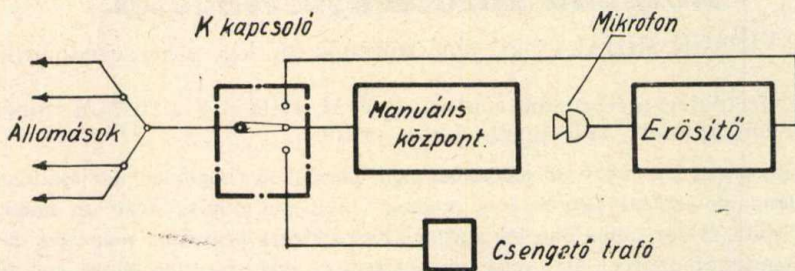 K kapcsoló
Mikrofon
Állomások
Manuális
központ.
Erősítő
Csengető trafó